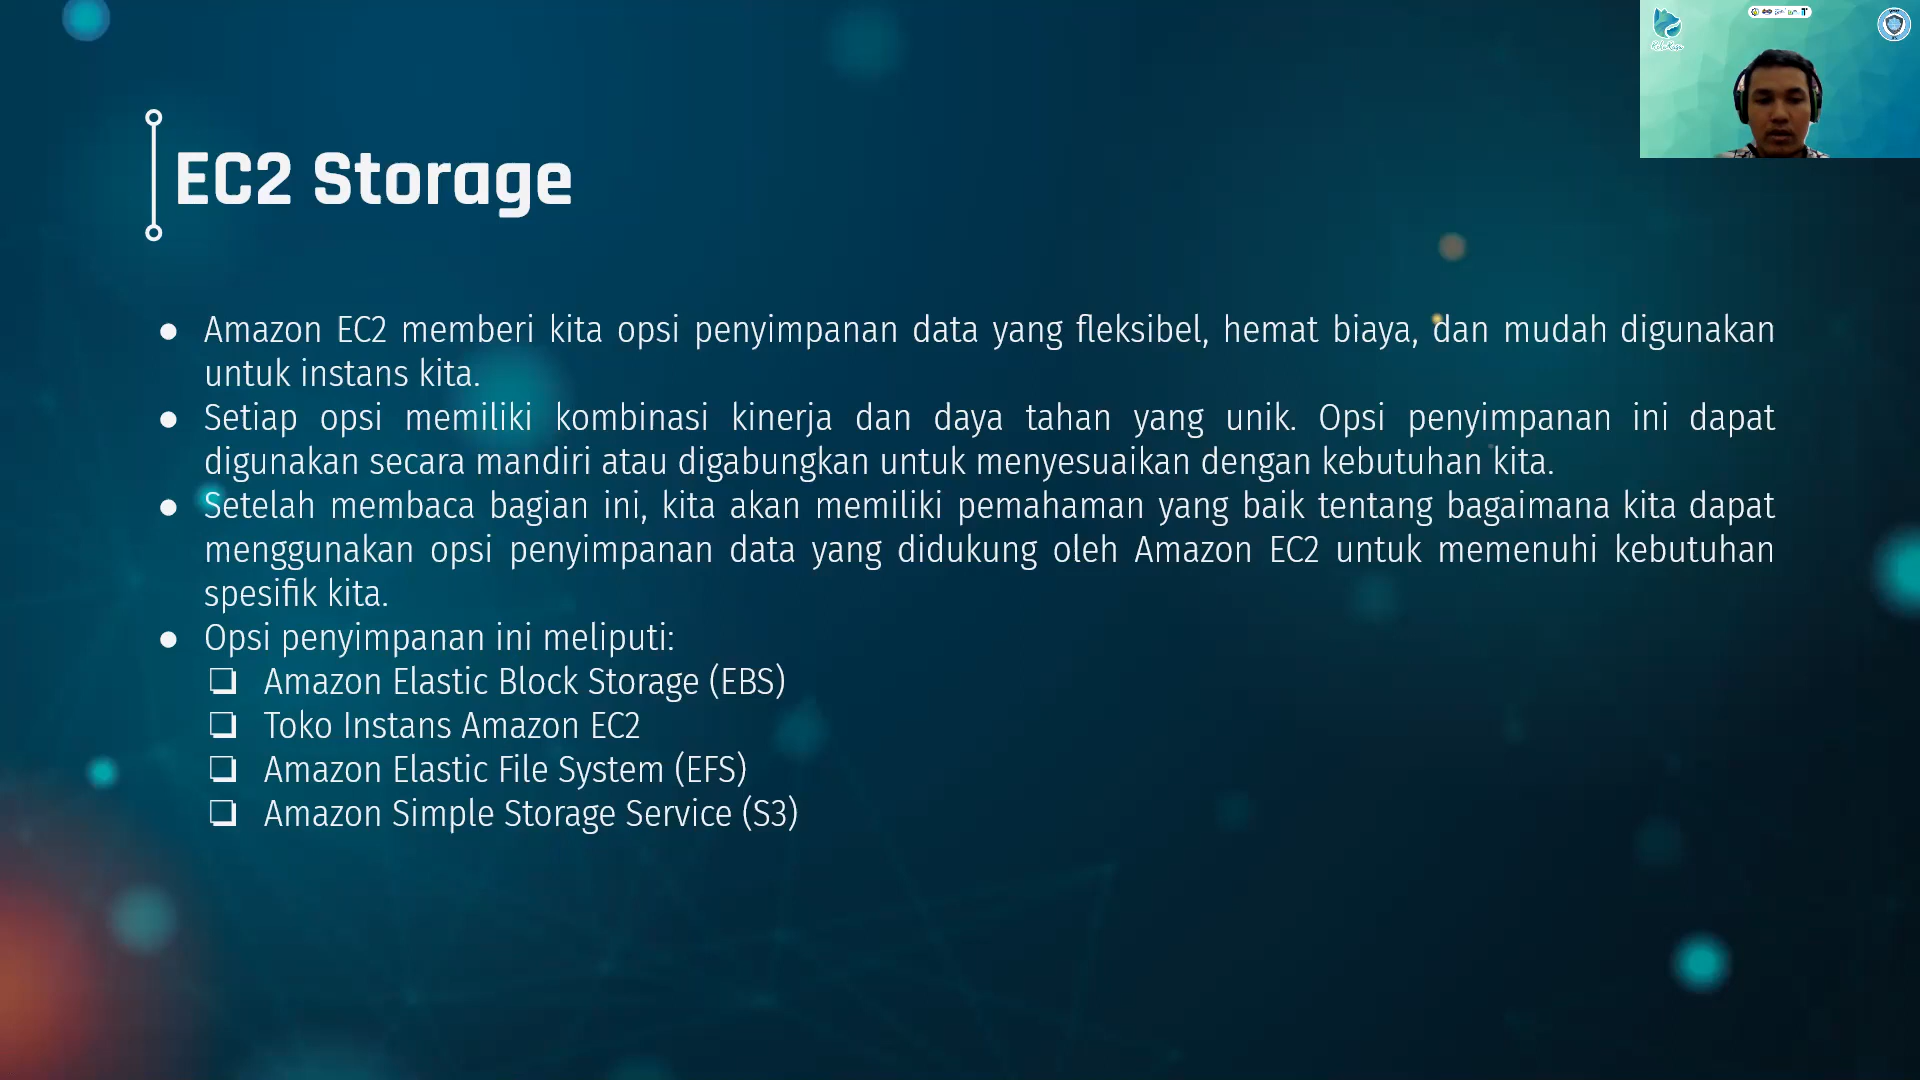 EC2 Storage
● Amazon EC2 memberi kita opsi penyimpanan data yang fleksibel, hemat biaya, dan mudah digunakan
untuk instans kita.
● Setiap opsi memiliki kombinasi kinerja dan daya tahan yang unik. Opsi penyimpanan ini dapat
digunakan secara mandiri atau digabungkan untuk menyesuaikan dengan kebutuhan kita.
● Setelah membaca bagian ini, kita akan memiliki pemahaman yang baik tentang bagaimana kita dapat
menggunakan opsi penyimpanan data yang didukung oleh Amazon EC2 untuk memenuhi kebutuhan
spesifik kita.
● Opsi penyimpanan ini meliputi:
❏ Amazon Elastic Block Storage (EBS)
❏ Toko Instans Amazon EC2
❏ Amazon Elastic File System (EFS)
❏ Amazon Simple Storage Service (S3)